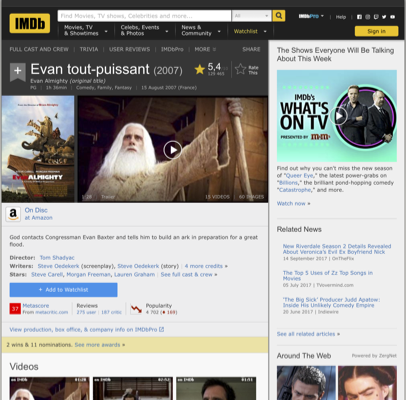 IMDb
Find Movies, TV shows, Celebrities and more...
All
IMDbPro
Help
Movies, TV
& Showtimes
Celebs, Events
& Photos
News &
Community
Watchlist
Sign in
FULL CAST AND CREW | TRIVIA | USER REVIEWS | IMDbPro | MORE
SHARE
Evan tout-puissant (2007)
Evan Almighty (original title)
PG | 1h 36min | Comedy, Family, Fantasy | 15 August 2007 (France)
5,4
Rate
This
EVAN ALMIGHTY
1:28 | Trailer
15 VIDEOS
60 IMAGES
On Disc
at Amazon
God contacts Congressman Evan Baxter and tells him to build an ark in preparation for a great
flood.
Director: Tom Shadyac
Writers: Steve Oedekerk (screenplay), Steve Oedekerk (story) | 4 more credits »
Stars: Steve Carell, Morgan Freeman, Lauren Graham | See full cast & crew »
+ Add to Watchlist
37
Metascore
From metacritic.com
Reviews
275 user | 187 critic
Popularity
4 702 (169)
View production, box office, & company info on IMDbPro
2 wins & 11 nominations. See more awards »
Videos
The Shows Everyone Will Be Talking
About This Week
IMDb's
WHAT'S
ON TV
PRESENTED BY M&M'S
Find out why you can't miss the new season
of "Queer Eye," the latest power-grabs on
"Billions," the brilliant pond-hopping comedy
"Catastrophe," and more.
Watch now »
Related News
New Riverdale Season 2 Details Revealed
About Veronica's Evil Ex Boyfriend Nick
14 September 2017 | OnTheFlix
The Top 5 Uses of Zz Top Songs in
Movies
05 July 2017 | TVovermind.com
'The Big Sick' Producer Judd Apatow:
Inside His Unlikely Comedy Empire
20 June 2017 | Indiewire
See all related articles »
Around The Web
Powered by ZergNet